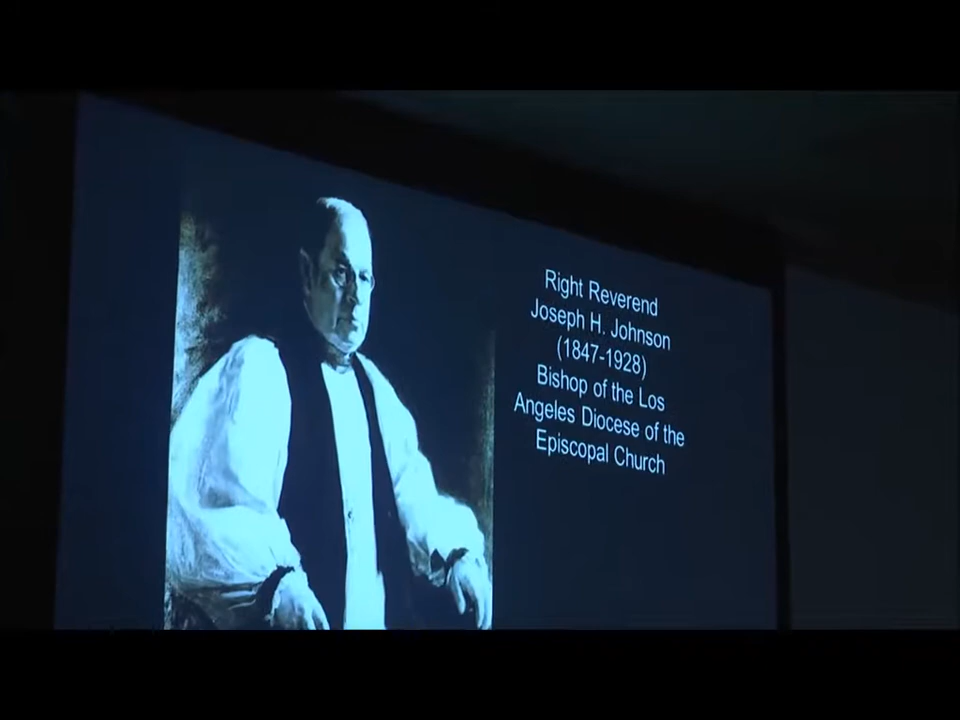 Right Reverend
Joseph H. Johnson
(1847-1928)
Bishop of the Los
Angeles Diocese of the
Episcopal Church